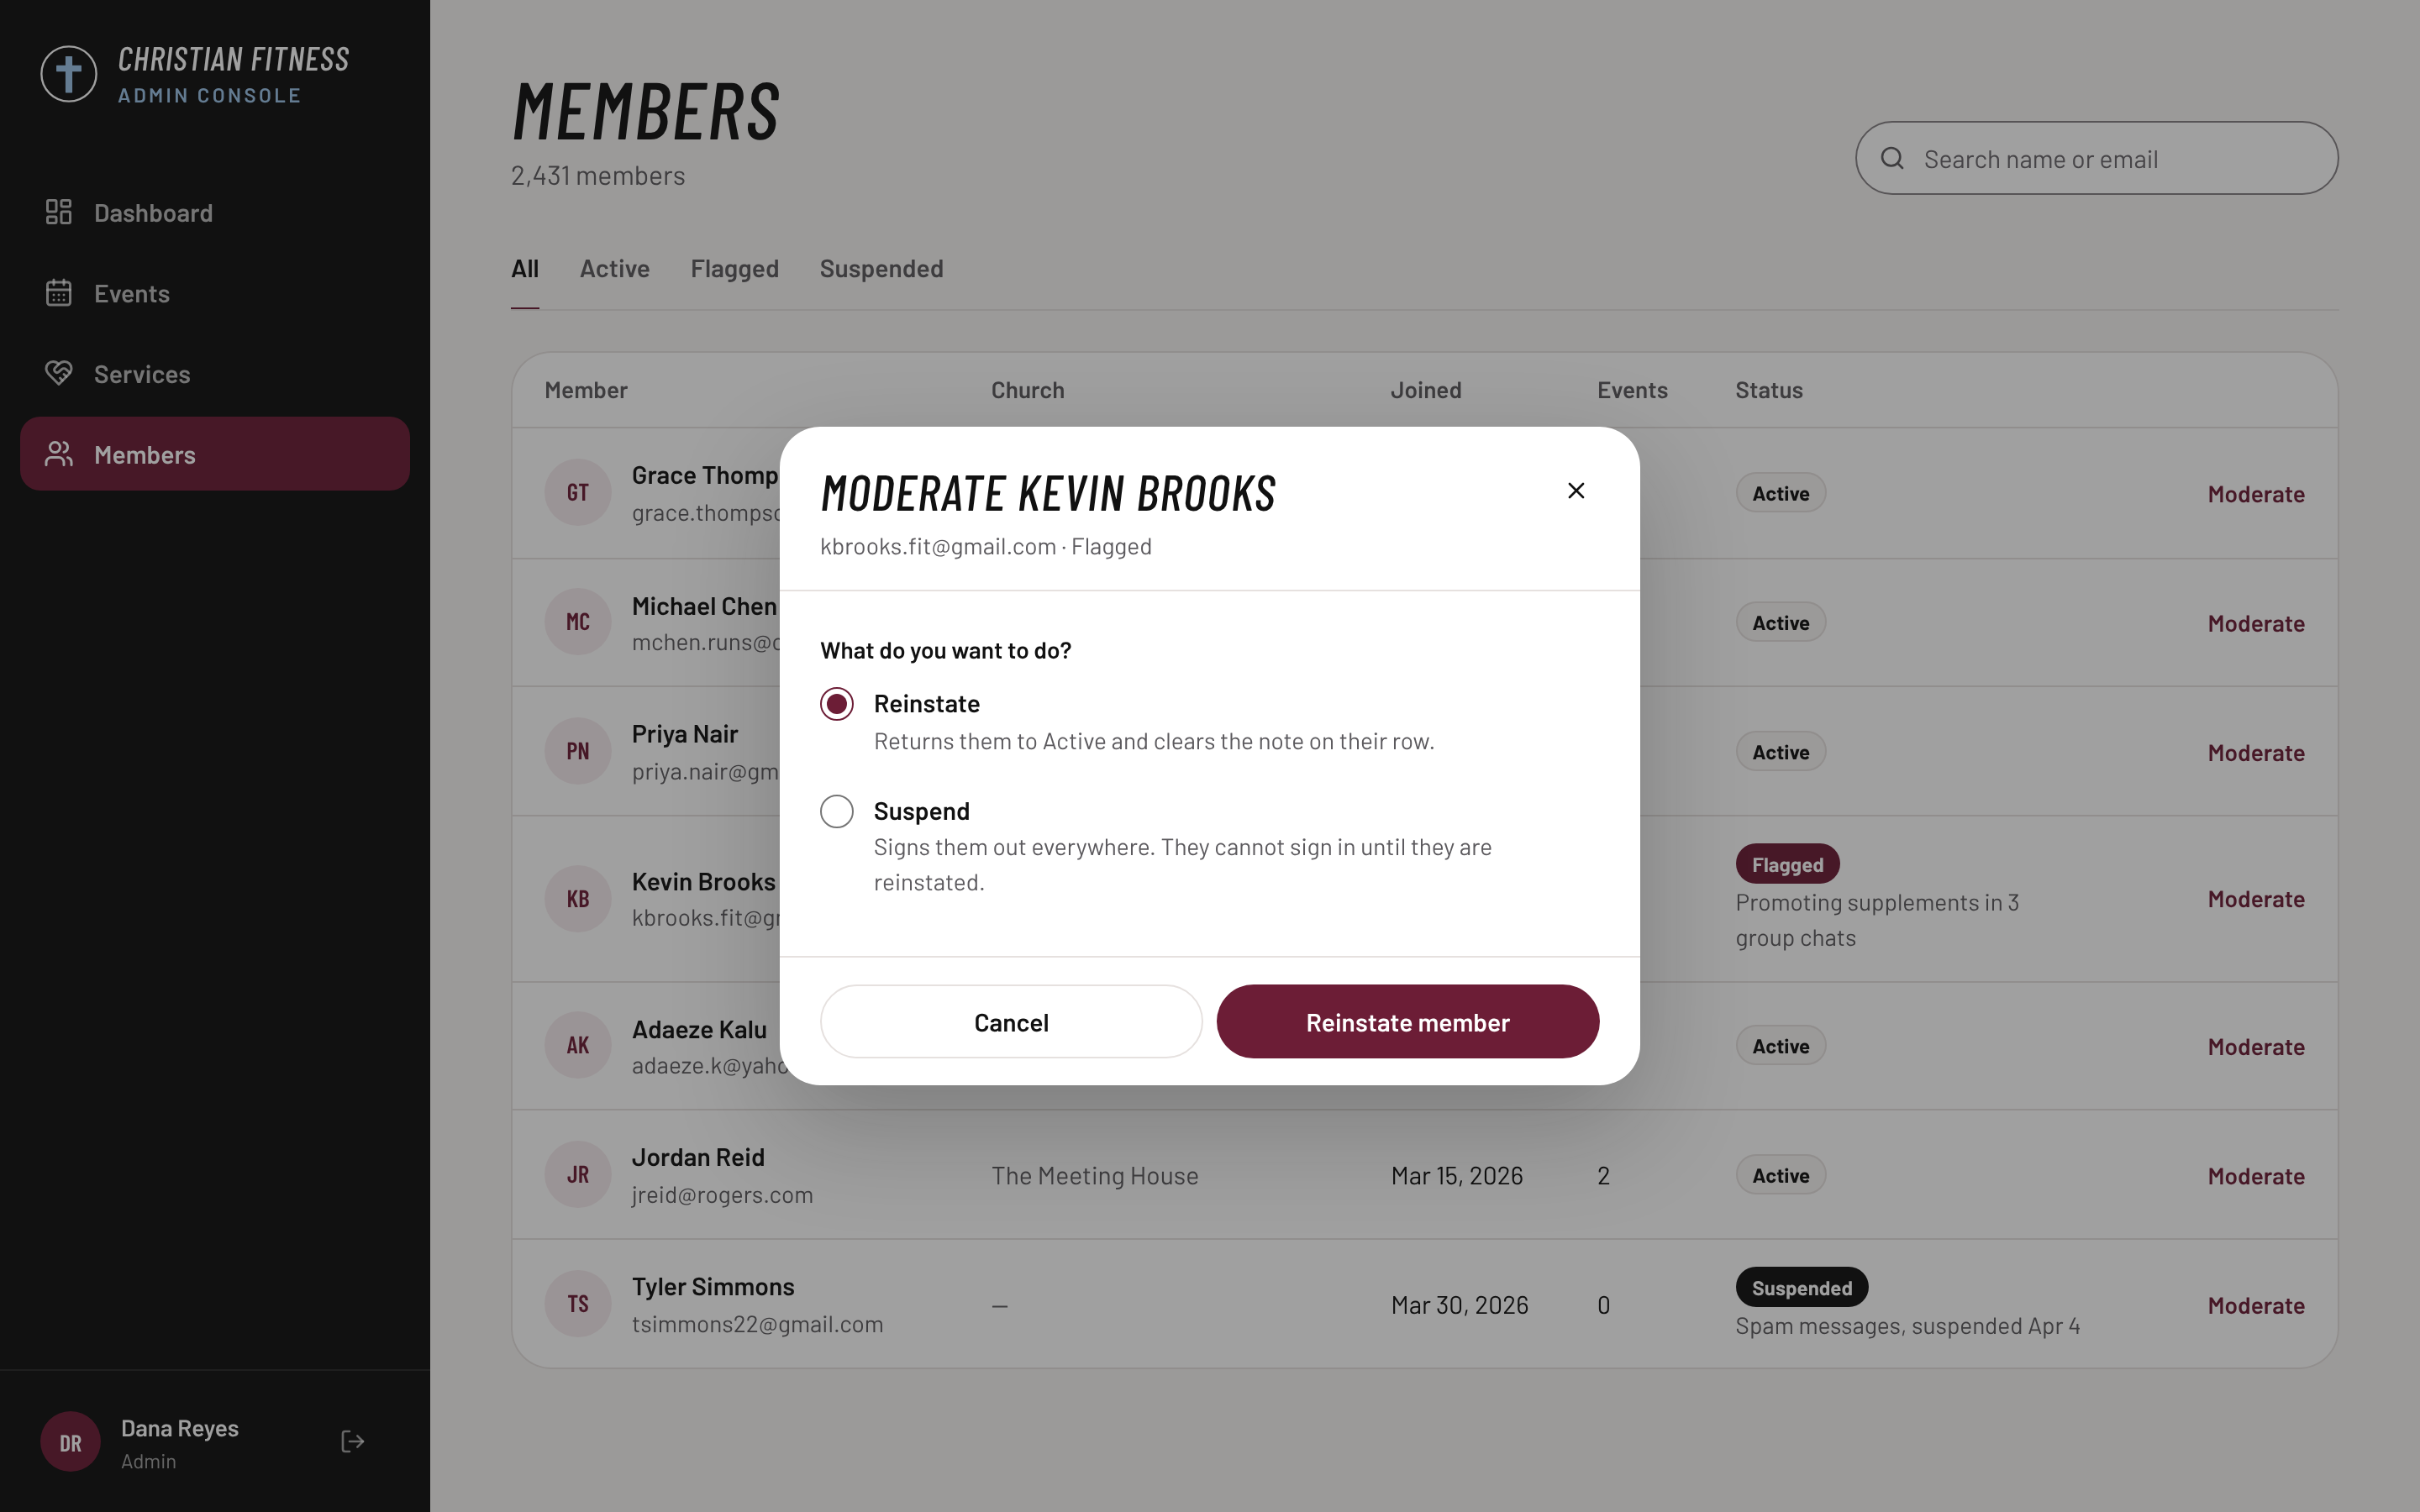 CHRISTIAN FITNESS
ADMIN CONSOLE
Dashboard
Events
Services
Members
Dana Reyes
Admin
DR
MEMBERS
2,431 members
Search name or email
All Active Flagged Suspended
Member Church Joined Events Status
GT Grace Thomp Active Moderate
grace.thompso
MC Michael Chen Active Moderate
mchen.runs@
PN Priya Nair Active Moderate
priya.nair@gm
KB Kevin Brooks Flagged Moderate
kbrooks.fit@g
Promoting supplements in 3
group chats
AK Adaeze Kalu Active Moderate
adaeze.k@yaho
JR Jordan Reid The Meeting House Mar 15, 2026 2 Active Moderate
jreid@rogers.com
TS Tyler Simmons — Mar 30, 2026 0 Suspended Moderate
tsimmons22@gmail.com
Spam messages, suspended Apr 4
MODERATE KEVIN BROOKS
kbrooks.fit@gmail.com · Flagged
What do you want to do?
Reinstate
Returns them to Active and clears the note on their row.
Suspend
Signs them out everywhere. They cannot sign in until they are
reinstated.
Cancel
Reinstate member